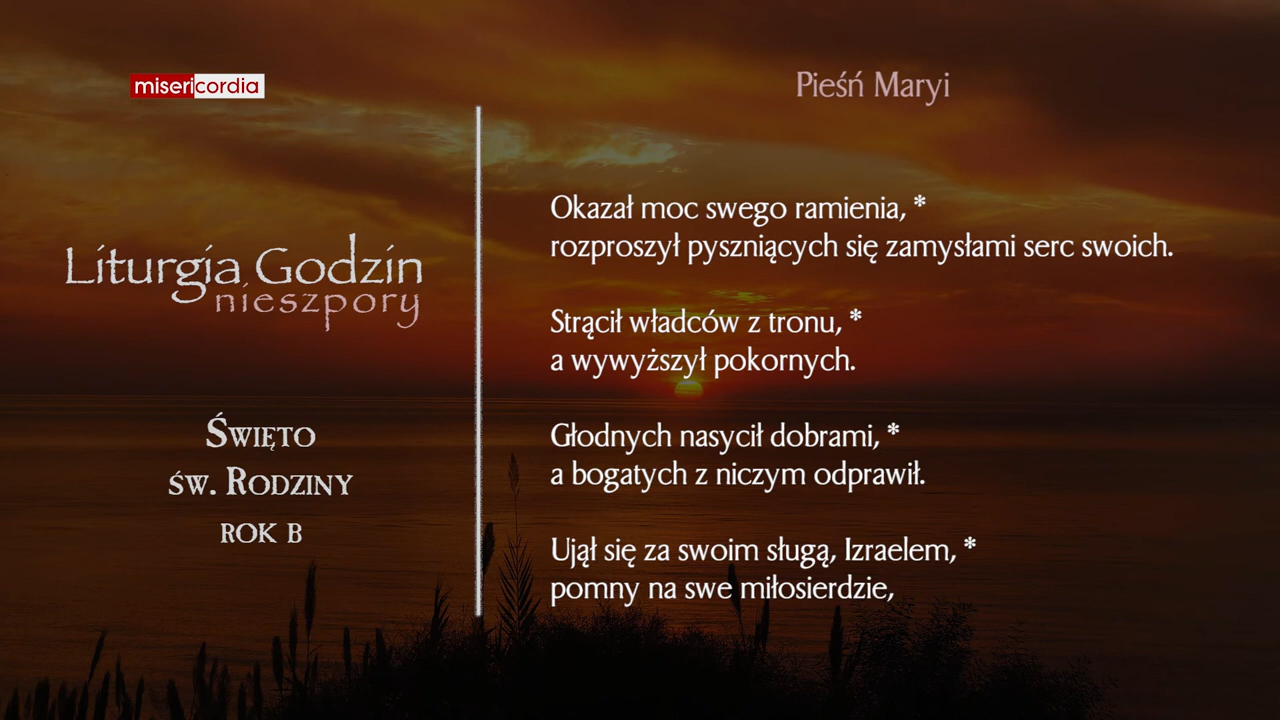 misericordia
Liturgia Godzin
nieszpory
Święto
św. Rodziny
rok B
Pieśń Maryi
Okazał moc swego ramienia, *
rozproszył pyszniących się zamysłami serc swoich.
Strącił władców z tronu, *
a wywyższył pokornych.
Głodnych nasycił dobrami, *
a bogatych z niczym odprawił.
Ujął się za swoim sługą, Izraelem, *
pomny na swe miłosierdzie,